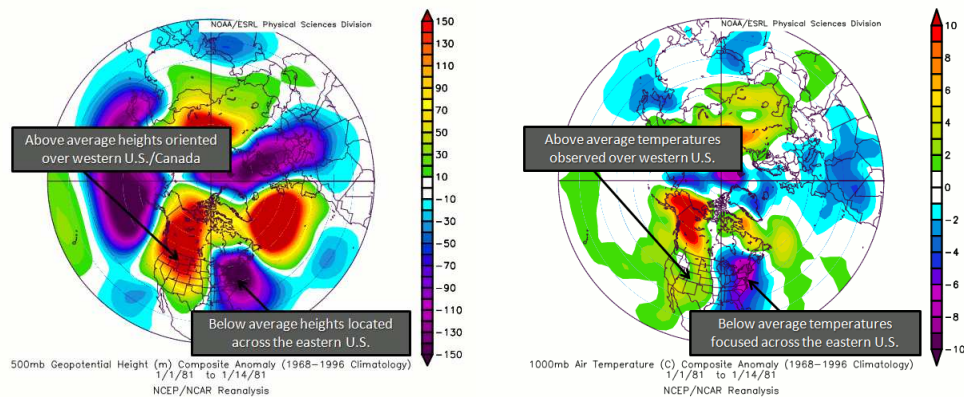 NOAA/ESRL Physical Sciences Division
Above average heights oriented
over western U.S./Canada
Below average heights located
across the eastern U.S.
150
130
110
90
70
50
30
10
-10
-30
-50
-70
-90
-110
-130
-150
500mb Geopotential Height (m) Composite Anomaly (1968-1996 Climatology)
1/1/81 to 1/14/81
NCEP/NCAR Reanalysis
NOAA/ESRL Physical Sciences Division
Above average temperatures
observed over western U.S.
Below average temperatures
focused across the eastern U.S.
10
8
6
4
2
0
-2
-4
-6
-8
-10
1000mb Air Temperature (C) Composite Anomaly (1968-1996 Climatology)
1/1/81 to 1/14/81
NCEP/NCAR Reanalysis